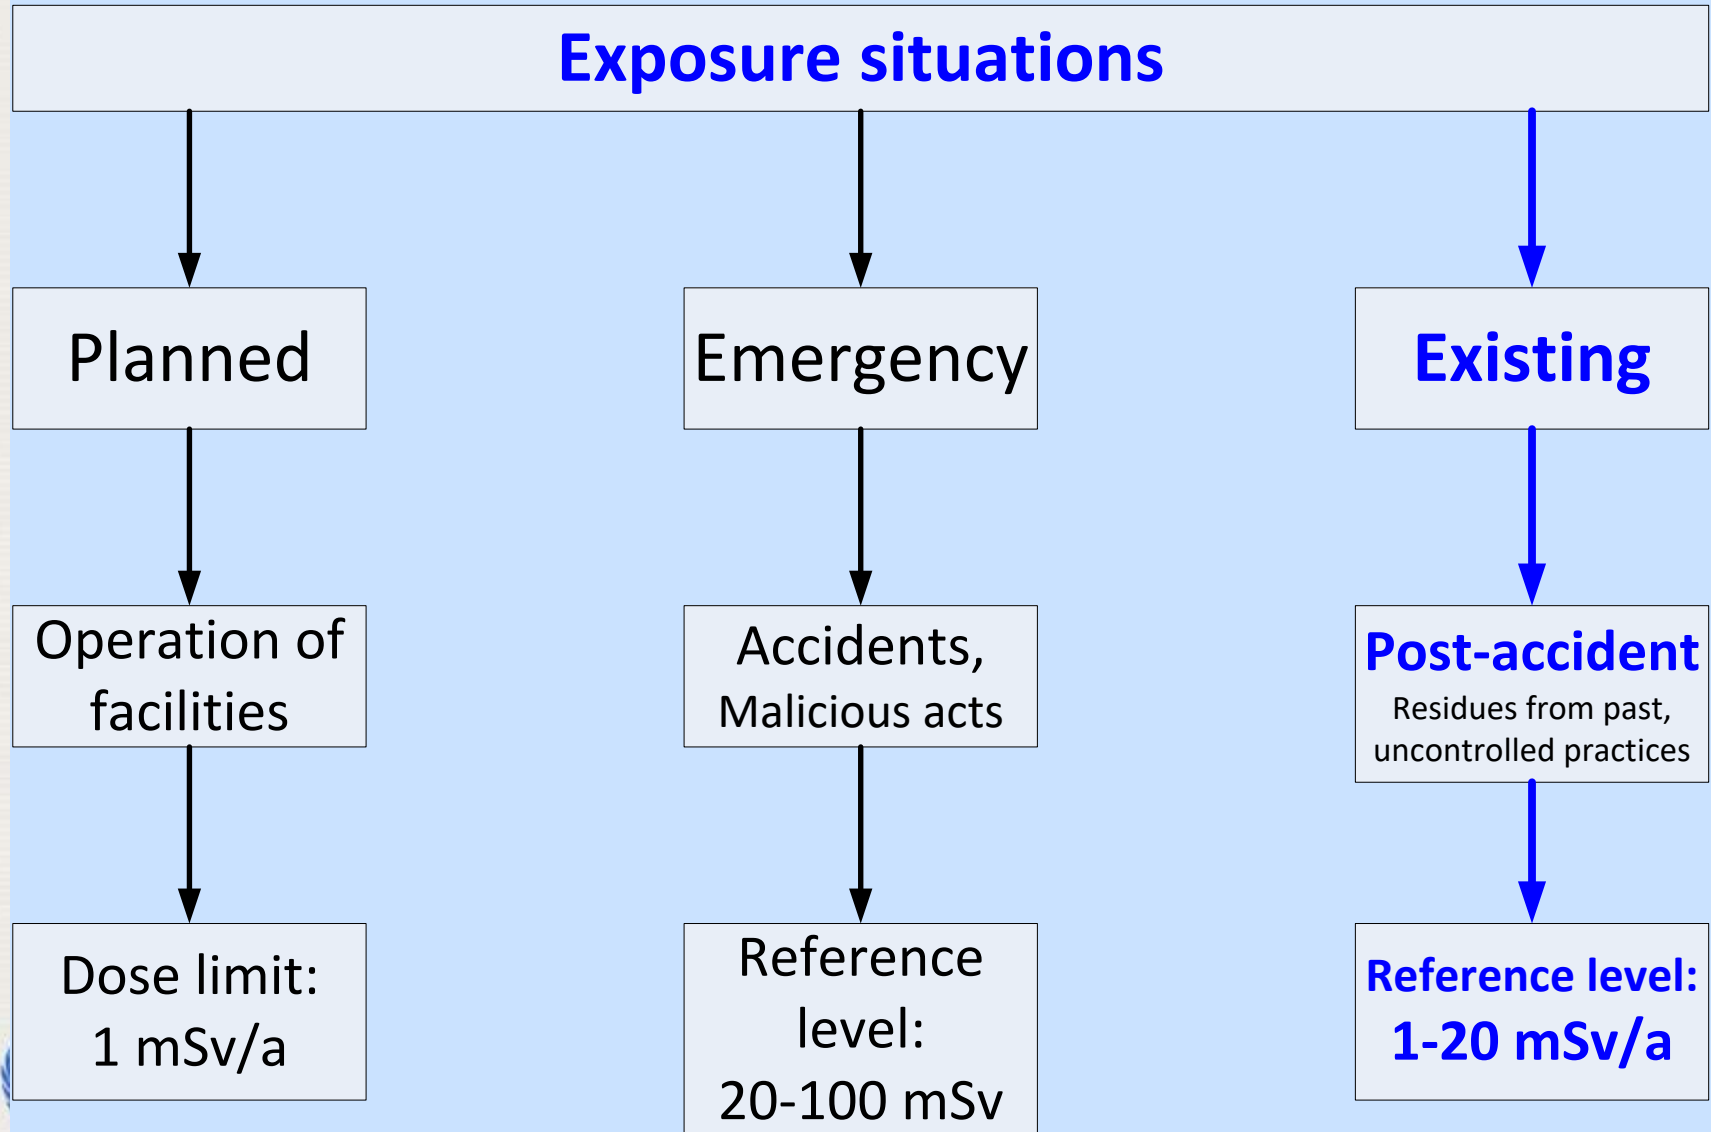 Exposure situations
Planned
Emergency
Existing
Operation of
facilities
Accidents,
Malicious acts
Post-accident
Residues from past,
uncontrolled practices
Dose limit:
1 mSv/a
Reference
level:
20-100 mSv
Reference level:
1-20 mSv/a